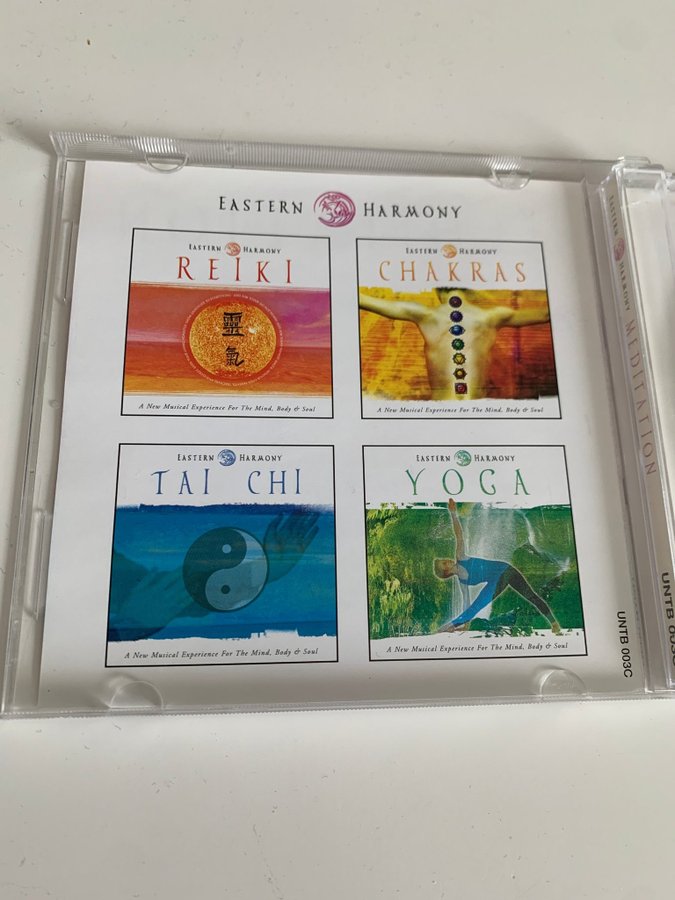 EASTERN HARMONY
EASTERN HARMONY
REIKI
靈
氣
A New Musical Experience For The Mind, Body & Soul
EASTERN HARMONY
CHAKRAS
A New Musical Experience For The Mind, Body & Soul
EASTERN HARMONY
TAI CHI
A New Musical Experience For The Mind, Body & Soul
EASTERN HARMONY
YOGA
A New Musical Experience For The Mind, Body & Soul
UNTB 003C
EASTERN HARMONY MEDITATION
UNTB